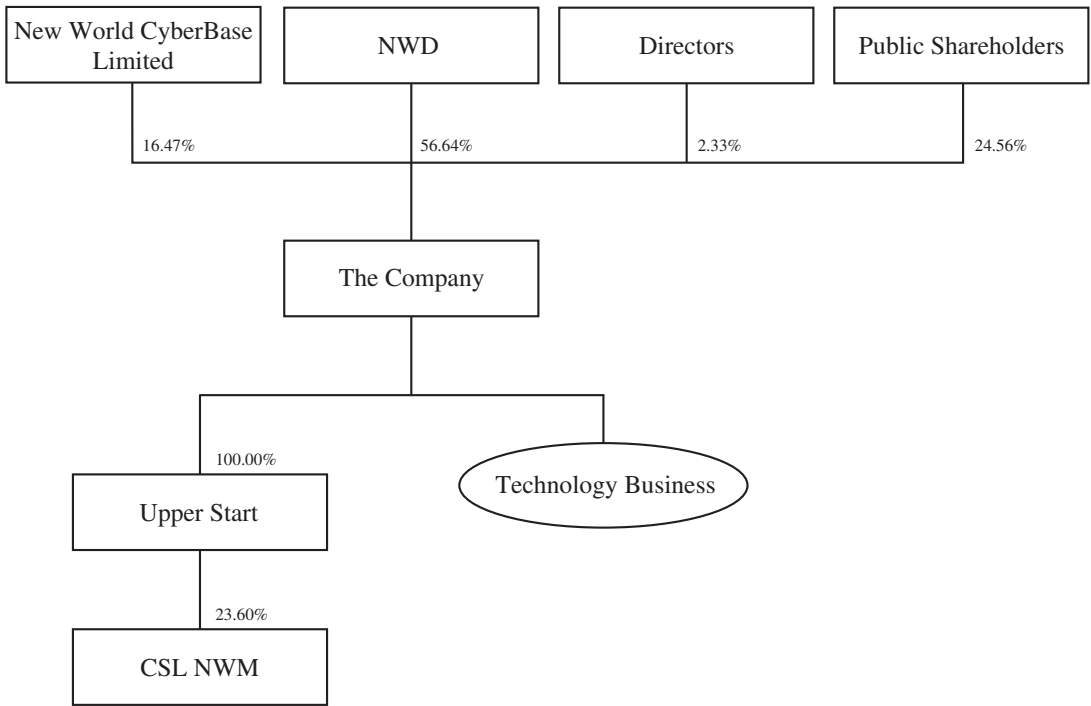 New World CyberBase
Limited
NWD
Directors
Public Shareholders
16.47%
56.64%
2.33%
24.56%
The Company
100.00%
Upper Start
Technology Business
23.60%
CSL NWM